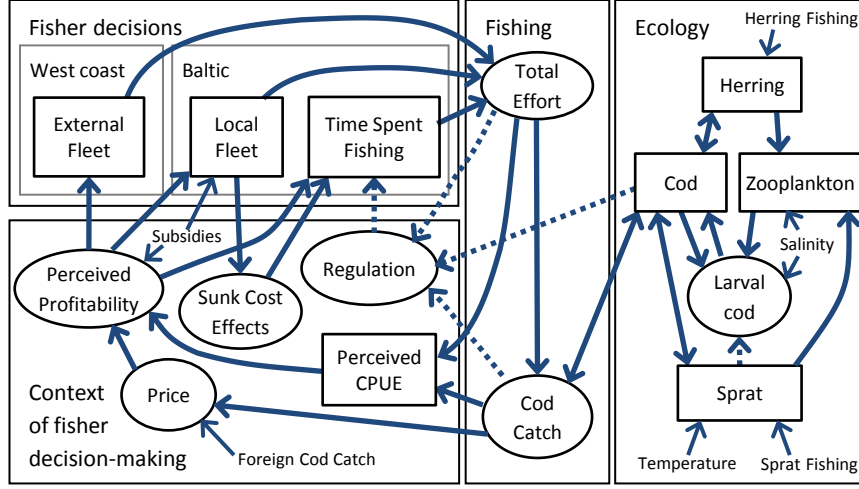 Fisher decisions
West coast
Baltic
External
Fleet
Local
Fleet
Time Spent
Fishing
Subsidies
Perceived
Profitability
Sunk Cost
Effects
Regulation
Perceived
CPUE
Price
Context
of fisher
decision-making
Foreign Cod Catch
Fishing
Total
Effort
Cod
Catch
Ecology
Herring Fishing
Herring
Cod
Zooplankton
Salinity
Larval
cod
Sprat
Temperature
Sprat Fishing